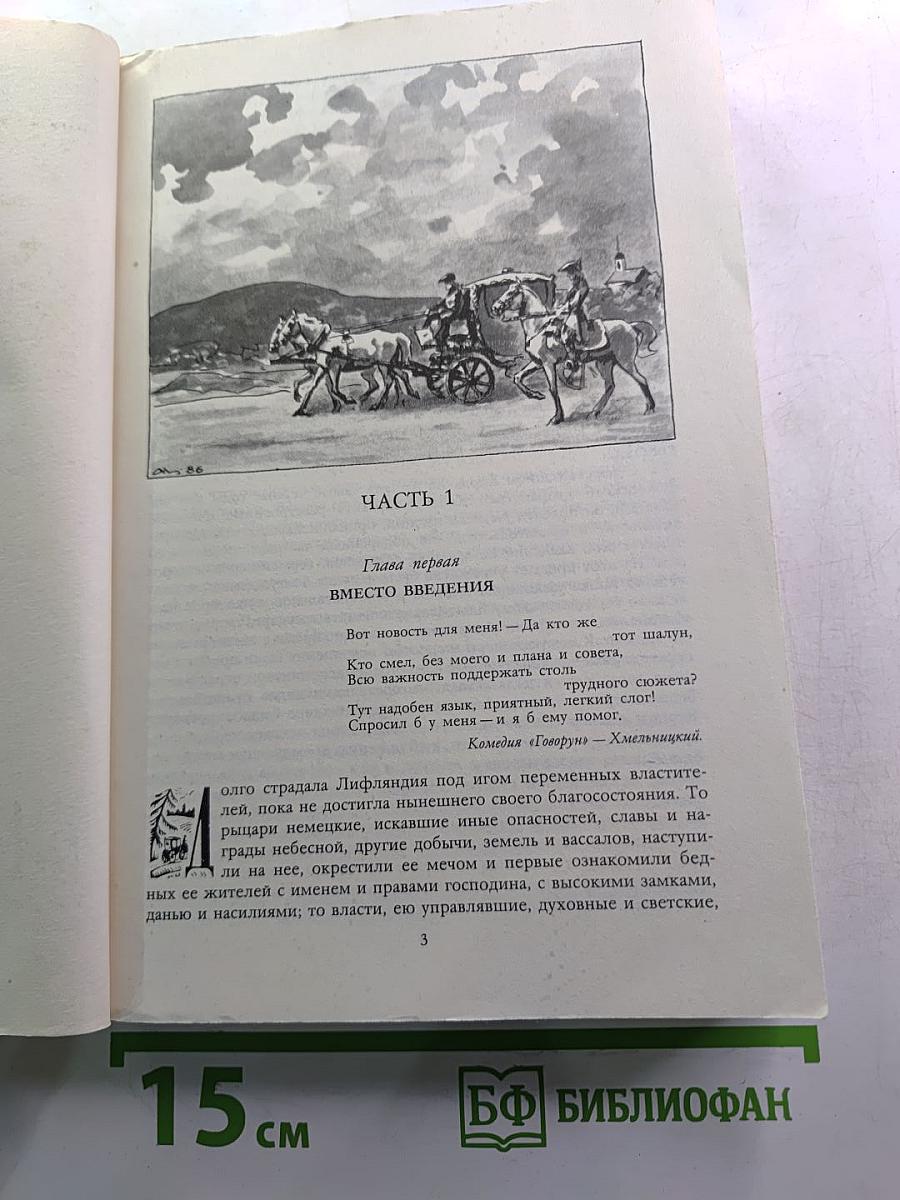 86
ЧАСТЬ 1
Глава первая
ВМЕСТО ВВЕДЕНИЯ
Вот новость для меня! — Да кто же
тот шалун,
Кто смел, без моего и плана и совета,
Всю важность поддержать столь
трудного сюжета?
Тут надобен язык, приятный, легкий слог!
Спросил б у меня — и я б ему помог.
Комедия «Говорун» — Хмельницкий.
Долго страдала Лифляндия под игом переменных властите-
лей, пока не достигла нынешнего своего благосостояния. То
рыцари немецкие, искавшие иные опасностей, славы и на-
грады небесной, другие добычи, земель и вассалов, наступи-
ли на нее, окрестили ее мечом и первые ознакомили бед-
ных ее жителей с именем и правами господина, с высокими замками,
данью и насилиями; то власти, ею управлявшие, духовные и светские,
3
15 см
БФ БИБЛИОФАН